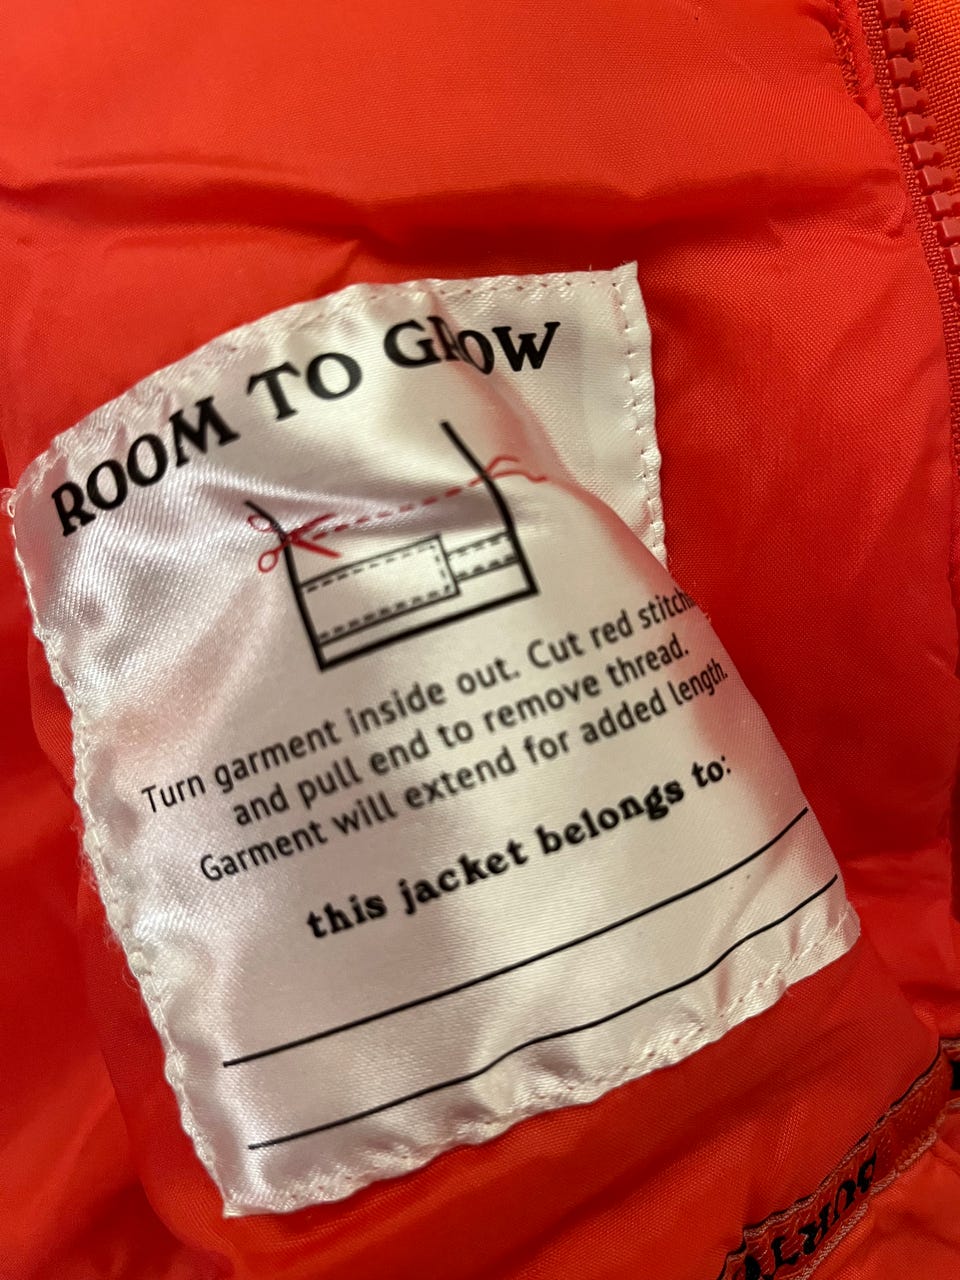 ROOM TO GROW
Turn garment inside out. Cut red
and pull end to remove thread.
Garment will extend for added length.
this jacket belongs to: